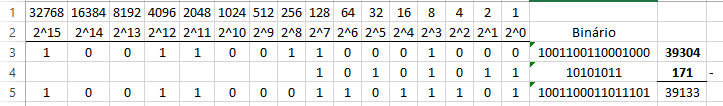 1 32768 16384 8192 4096 2048 1024 512 256 128 64 32 16 8 4 2 1
2 2^15 2^14 2^13 2^12 2^11 2^10 2^9 2^8 2^7 2^6 2^5 2^4 2^3 2^2 2^1 2^0 Binário
3 1 0 0 1 1 0 0 1 1 0 0 0 1 0 0 0 1001100110001000 39304
4 1 0 1 0 1 0 1 1 10101011 171 -
5 1 0 0 1 1 0 0 0 1 1 0 1 1 1 0 1 1001100011011101 39133